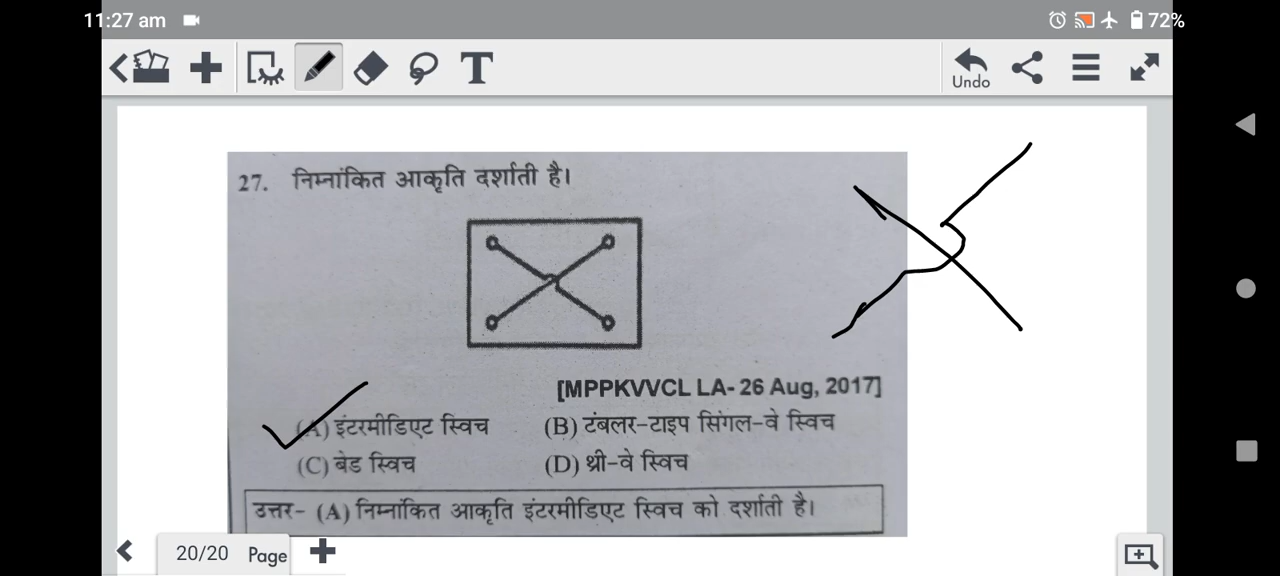 11:27 am
72%
Undo
T
27. निम्नांकित आकृति दर्शाती है।
[MPPKVVCL LA- 26 Aug, 2017]
(A) इंटरमीडिएट स्विच (B) टंबलर-टाइप सिंगल-वे स्विच
(C) बेड स्विच (D) थ्री-वे स्विच
उत्तर- (A) निम्नांकित आकृति इंटरमीडिएट स्विच को दर्शाती है।
20/20 Page